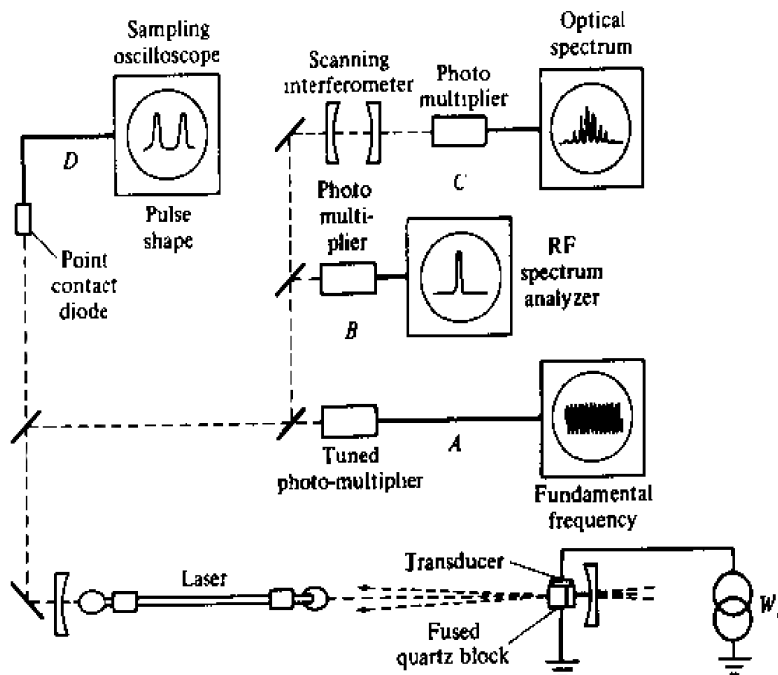 Sampling
oscilloscope
D
Pulse
shape
Point
contact
diode
Scanning
interferometer
Photo
multiplier
C
Optical
spectrum
Photo
multi-
plier
B
RF
spectrum
analyzer
Tuned
photo-multiplier
A
Fundamental
frequency
Laser
Transducer
Fused
quartz block
W